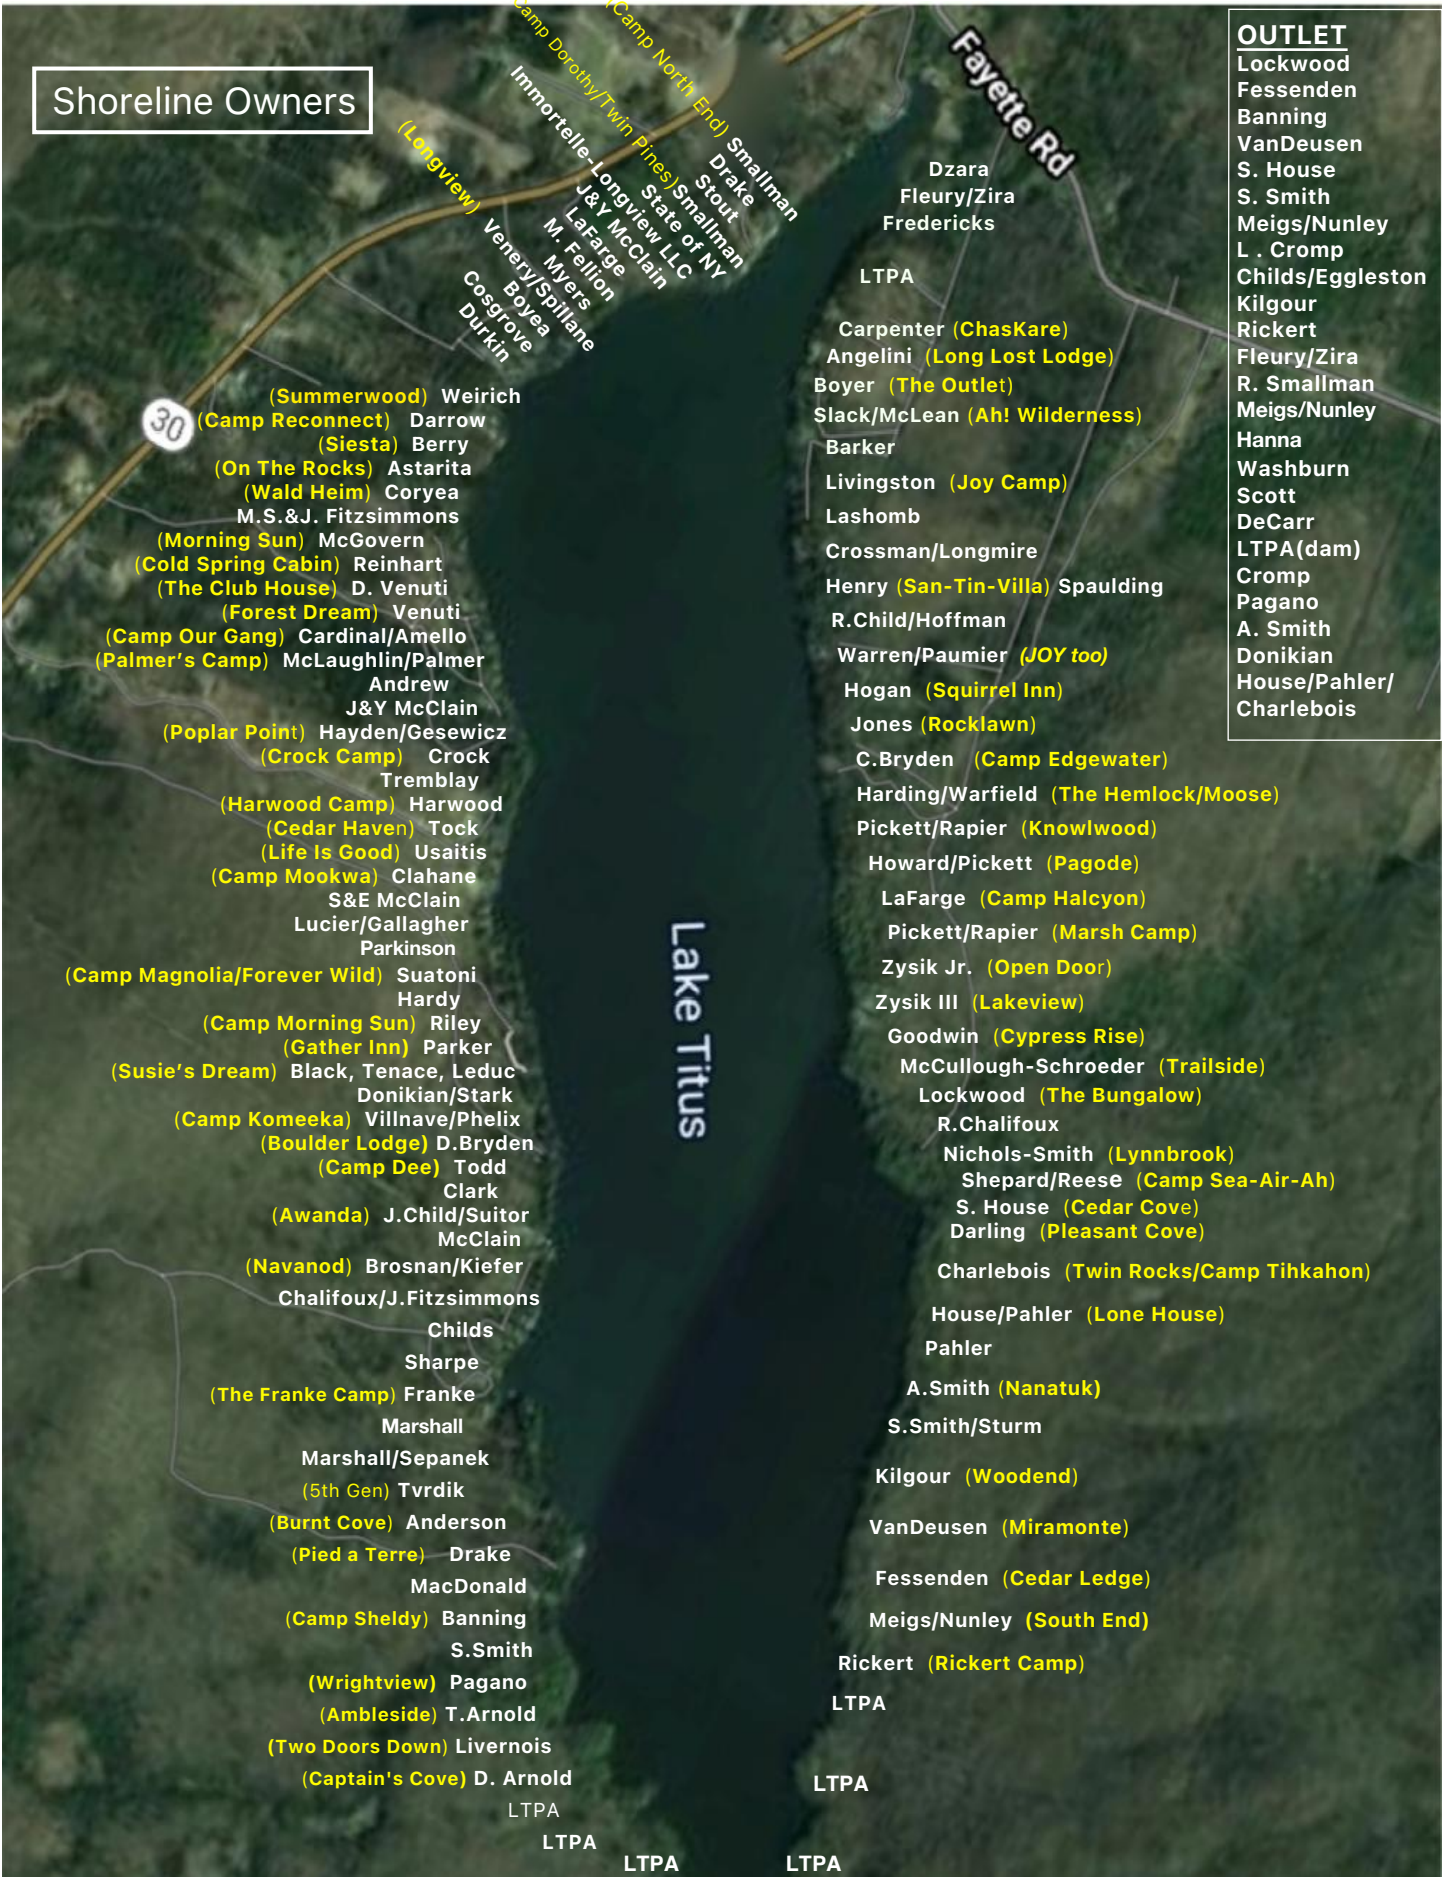 Shoreline Owners
(Camp North End) Smallman
Drake
Stout
Camp Dorothy/Twin Pines) Smallman
State of NY
Immortelle-Longview LLC
J&Y McClain
LaFarge
M. Fellion
Myers
(Longview) Venery/Spillane
Boyea
Cosgrove
Durkin
30
(Summerwood) Weirich
(Camp Reconnect) Darrow
(Siesta) Berry
(On The Rocks) Astarita
(Wald Heim) Coryea
M.S.&J. Fitzsimmons
(Morning Sun) McGovern
(Cold Spring Cabin) Reinhart
(The Club House) D. Venuti
(Forest Dream) Venuti
(Camp Our Gang) Cardinal/Amello
(Palmer's Camp) McLaughlin/Palmer
Andrew
J&Y McClain
(Poplar Point) Hayden/Gesewicz
(Crock Camp) Crock
Tremblay
(Harwood Camp) Harwood
(Cedar Haven) Tock
(Life Is Good) Usaitis
(Camp Mookwa) Clahane
S&E McClain
Lucier/Gallagher
Parkinson
(Camp Magnolia/Forever Wild) Suatoni
Hardy
(Camp Morning Sun) Riley
(Gather Inn) Parker
(Susie's Dream) Black, Tenace, Leduc
Donikian/Stark
(Camp Komeeka) Villnave/Phelix
(Boulder Lodge) D.Bryden
(Camp Dee) Todd
Clark
(Awanda) J.Child/Suitor
McClain
(Navanod) Brosnan/Kiefer
Chalifoux/J.Fitzsimmons
Childs
Sharpe
(The Franke Camp) Franke
Marshall
Marshall/Sepanek
(5th Gen) Tvrdik
(Burnt Cove) Anderson
(Pied a Terre) Drake
MacDonald
(Camp Sheldy) Banning
S.Smith
(Wrightview) Pagano
(Ambleside) T.Arnold
(Two Doors Down) Livernois
(Captain's Cove) D. Arnold
LTPA
LTPA
LTPA
Lake Titus
Fayette Rd
Dzara
Fleury/Zira
Fredericks
LTPA
Carpenter (ChasKare)
Angelini (Long Lost Lodge)
Boyer (The Outlet)
Slack/McLean (Ah! Wilderness)
Barker
Livingston (Joy Camp)
Lashomb
Crossman/Longmire
Henry (San-Tin-Villa) Spaulding
R.Child/Hoffman
Warren/Paumier (JOY too)
Hogan (Squirrel Inn)
Jones (Rocklawn)
C.Bryden (Camp Edgewater)
Harding/Warfield (The Hemlock/Moose)
Pickett/Rapier (Knowlwood)
Howard/Pickett (Pagode)
LaFarge (Camp Halcyon)
Pickett/Rapier (Marsh Camp)
Zysik Jr. (Open Door)
Zysik III (Lakeview)
Goodwin (Cypress Rise)
McCullough-Schroeder (Trailside)
Lockwood (The Bungalow)
R.Chalifoux
Nichols-Smith (Lynnbrook)
Shepard/Reese (Camp Sea-Air-Ah)
S. House (Cedar Cove)
Darling (Pleasant Cove)
Charlebois (Twin Rocks/Camp Tihkahon)
House/Pahler (Lone House)
Pahler
A.Smith (Nanatuk)
S.Smith/Sturm
Kilgour (Woodend)
VanDeusen (Miramonte)
Fessenden (Cedar Ledge)
Meigs/Nunley (South End)
Rickert (Rickert Camp)
LTPA
LTPA
LTPA
OUTLET
Lockwood
Fessenden
Banning
VanDeusen
S. House
S. Smith
Meigs/Nunley
L . Cromp
Childs/Eggleston
Kilgour
Rickert
Fleury/Zira
R. Smallman
Meigs/Nunley
Hanna
Washburn
Scott
DeCarr
LTPA(dam)
Cromp
Pagano
A. Smith
Donikian
House/Pahler/
Charlebois